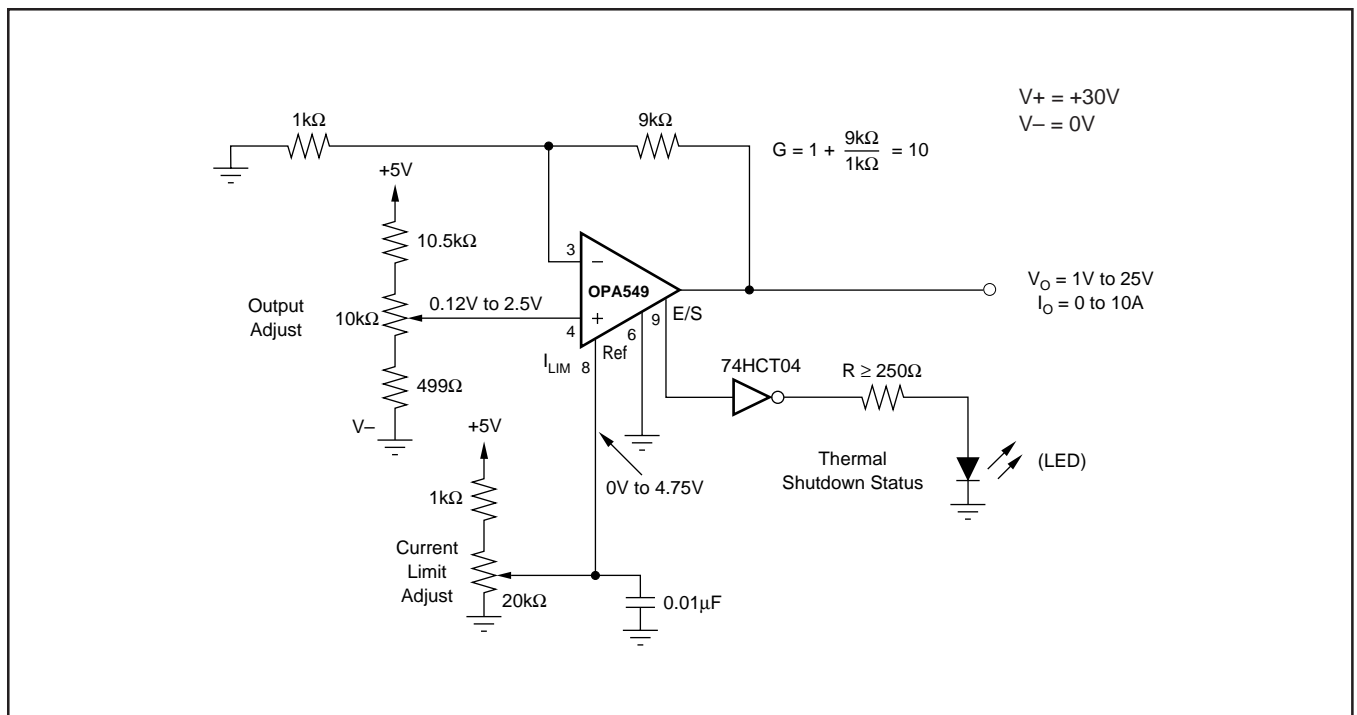 V+ = +30V
V– = 0V
1kΩ
9kΩ
G = 1 + 9kΩ/1kΩ = 10
+5V
10.5kΩ
Output
Adjust
10kΩ
0.12V to 2.5V
499Ω
V–
3
–
OPA549
+
4
9
E/S
6
Ref
I_LIM
8
V_O = 1V to 25V
I_O = 0 to 10A
74HCT04
R ≥ 250Ω
Thermal
Shutdown Status
(LED)
+5V
0V to 4.75V
1kΩ
Current
Limit
Adjust
20kΩ
0.01μF